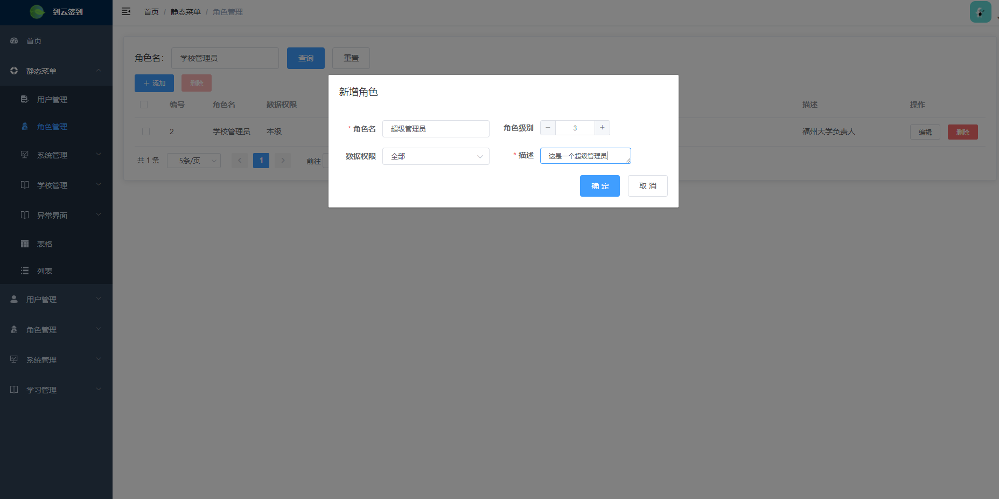 到云签到
首页 / 静态菜单 / 角色管理
首页
静态菜单
用户管理
角色管理
系统管理
学校管理
异常界面
表格
列表
用户管理
角色管理
系统管理
学习管理
角色名： 学校管理员 查询 重置
+ 添加 删除
编号 角色名 数据权限 描述 操作
2 学校管理员 本级 福州大学负责人 编辑 删除
共 1 条 5条/页 < 1 > 前往
新增角色
* 角色名 超级管理员 角色级别 − 3 +
数据权限 全部 * 描述 这是一个超级管理员
确 定 取 消